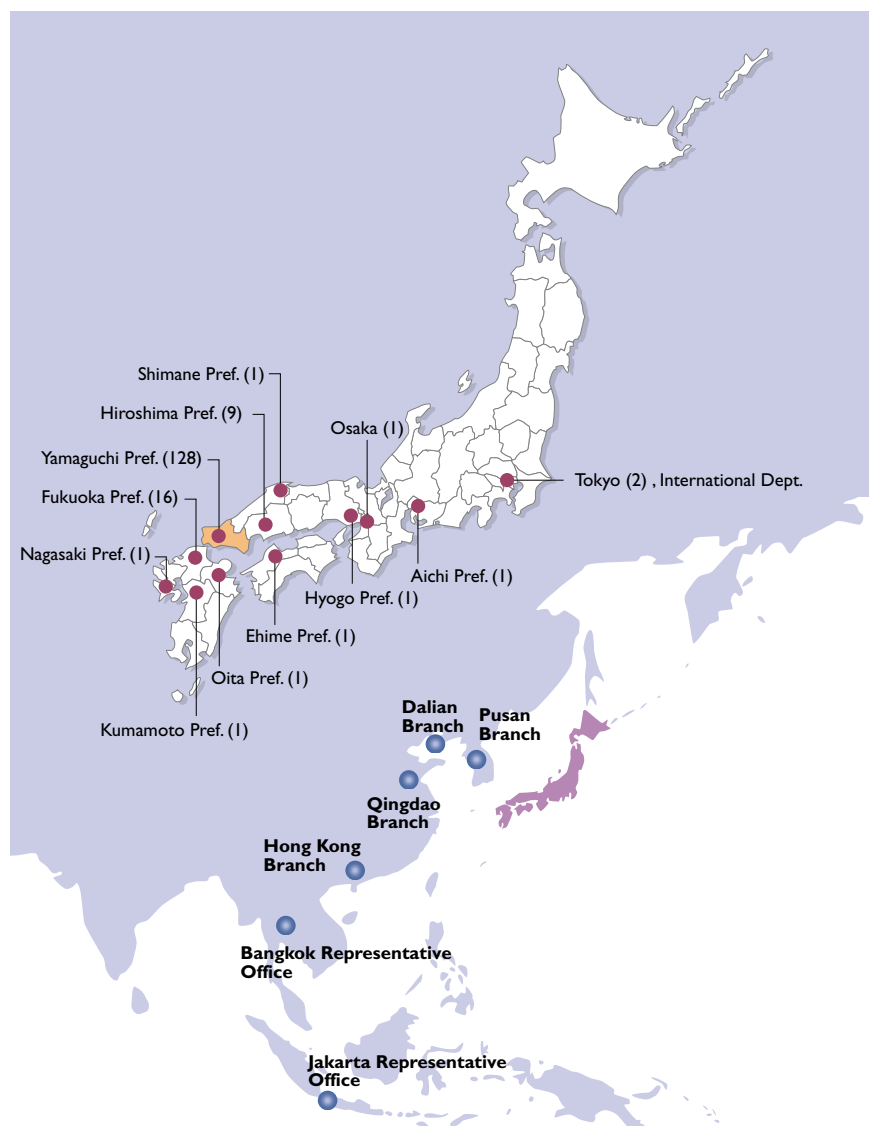 Shimane Pref. (1)
Hiroshima Pref. (9)
Osaka (1)
Yamaguchi Pref. (128)
Tokyo (2) , International Dept.
Fukuoka Pref. (16)
Nagasaki Pref. (1)
Aichi Pref. (1)
Hyogo Pref. (1)
Ehime Pref. (1)
Oita Pref. (1)
Kumamoto Pref. (1)
Dalian
Branch
Pusan
Branch
Qingdao
Branch
Hong Kong
Branch
Bangkok Representative
Office
Jakarta Representative
Office